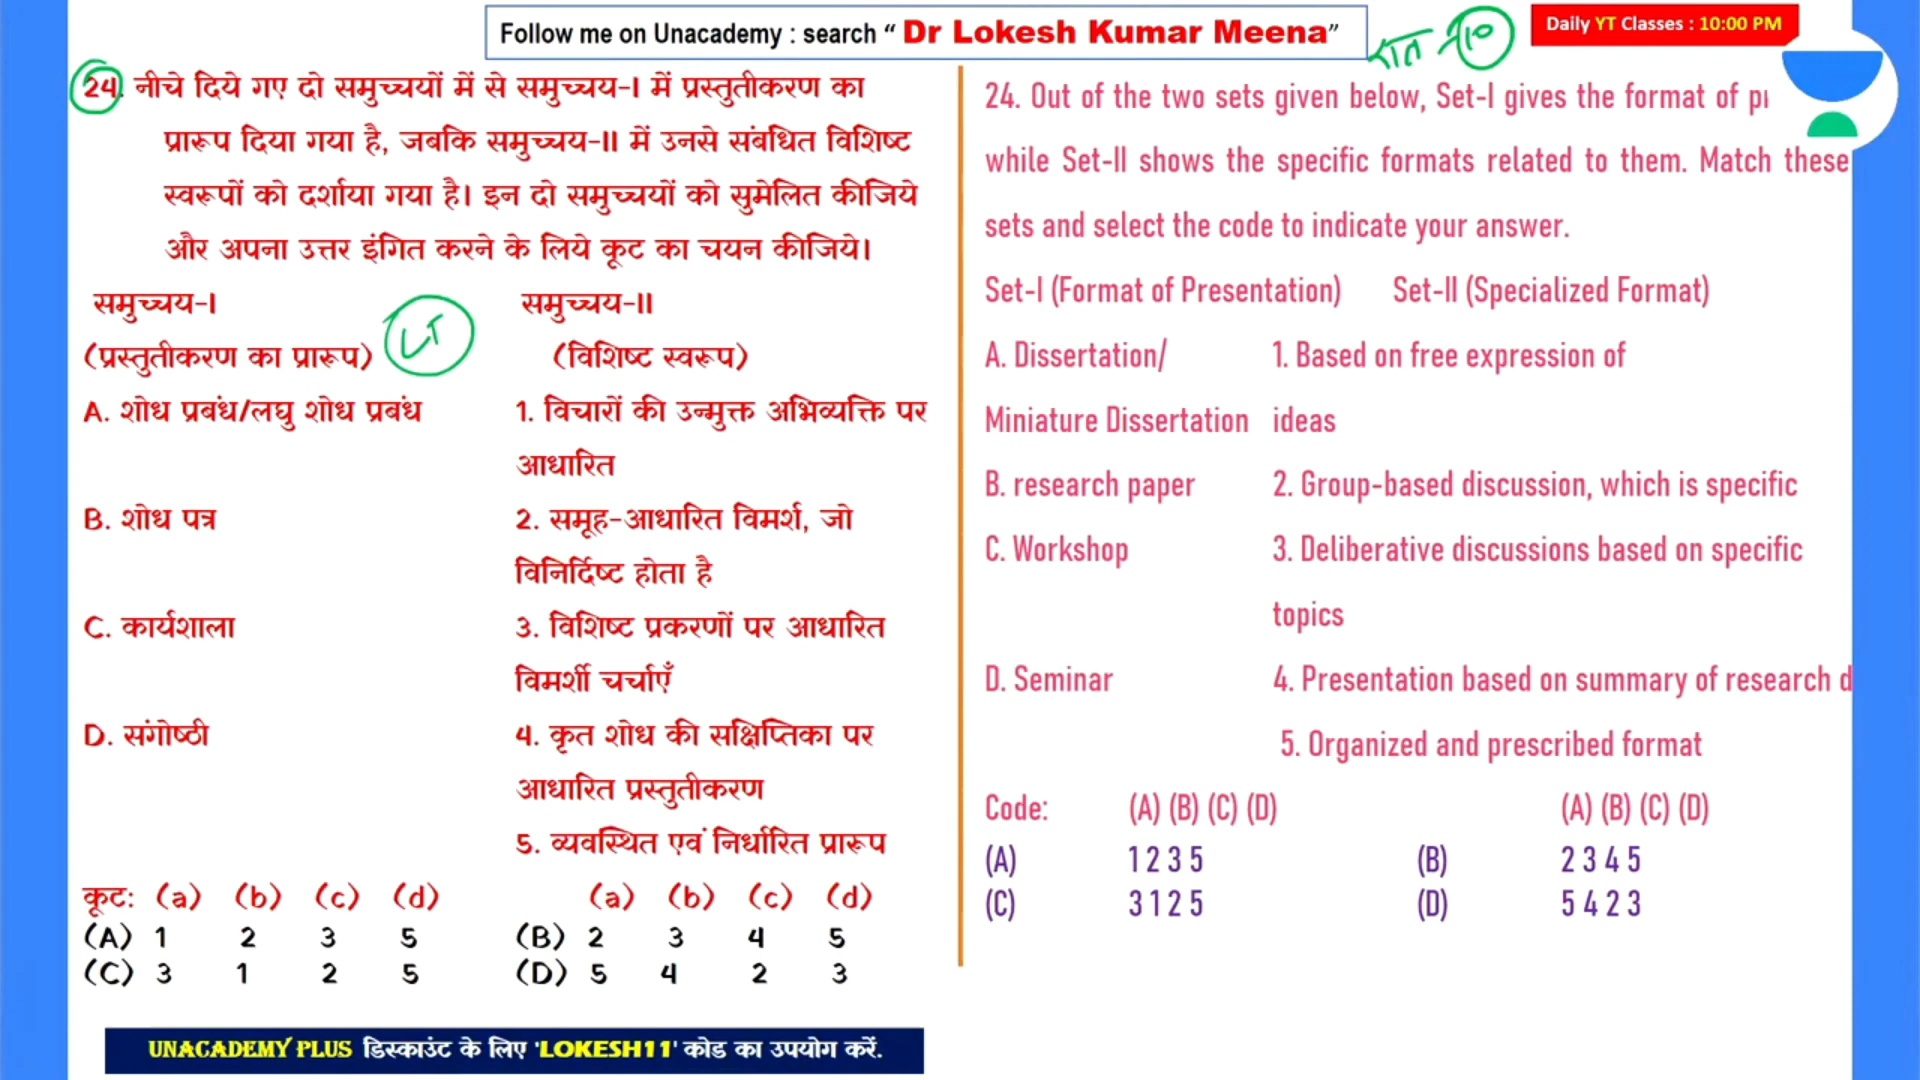 Follow me on Unacademy : search “ Dr Lokesh Kumar Meena”
रात 10
Daily YT Classes : 10:00 PM
24. नीचे दिये गए दो समुच्चयों में से समुच्चय-I में प्रस्तुतीकरण का
प्रारूप दिया गया है, जबकि समुच्चय-II में उनसे संबधित विशिष्ट
स्वरूपों को दर्शाया गया है। इन दो समुच्चयों को सुमेलित कीजिये
और अपना उत्तर इंगित करने के लिये कूट का चयन कीजिये।
समुच्चय-I समुच्चय-II
(प्रस्तुतीकरण का प्रारूप) (विशिष्ट स्वरूप)
A. शोध प्रबंध/लघु शोध प्रबंध 1. विचारों की उन्मुक्त अभिव्यक्ति पर
आधारित
B. शोध पत्र 2. समूह-आधारित विमर्श, जो
विनिर्दिष्ट होता है
C. कार्यशाला 3. विशिष्ट प्रकरणों पर आधारित
विमर्शी चर्चाएँ
D. संगोष्ठी 4. कृत शोध की सक्षिप्तिका पर
आधारित प्रस्तुतीकरण
5. व्यवस्थित एवं निर्धारित प्रारूप
कूट: (a) (b) (c) (d) (a) (b) (c) (d)
(A) 1 2 3 5 (B) 2 3 4 5
(C) 3 1 2 5 (D) 5 4 2 3
UNACADEMY PLUS डिस्काउंट के लिए 'LOKESH11' कोड का उपयोग करें.
24. Out of the two sets given below, Set-I gives the format of
while Set-II shows the specific formats related to them. Match these
sets and select the code to indicate your answer.
Set-I (Format of Presentation) Set-II (Specialized Format)
A. Dissertation/ 1. Based on free expression of
Miniature Dissertation ideas
B. research paper 2. Group-based discussion, which is specific
C. Workshop 3. Deliberative discussions based on specific
topics
D. Seminar 4. Presentation based on summary of research d
5. Organized and prescribed format
Code: (A) (B) (C) (D) (A) (B) (C) (D)
(A) 1 2 3 5 (B) 2 3 4 5
(C) 3 1 2 5 (D) 5 4 2 3